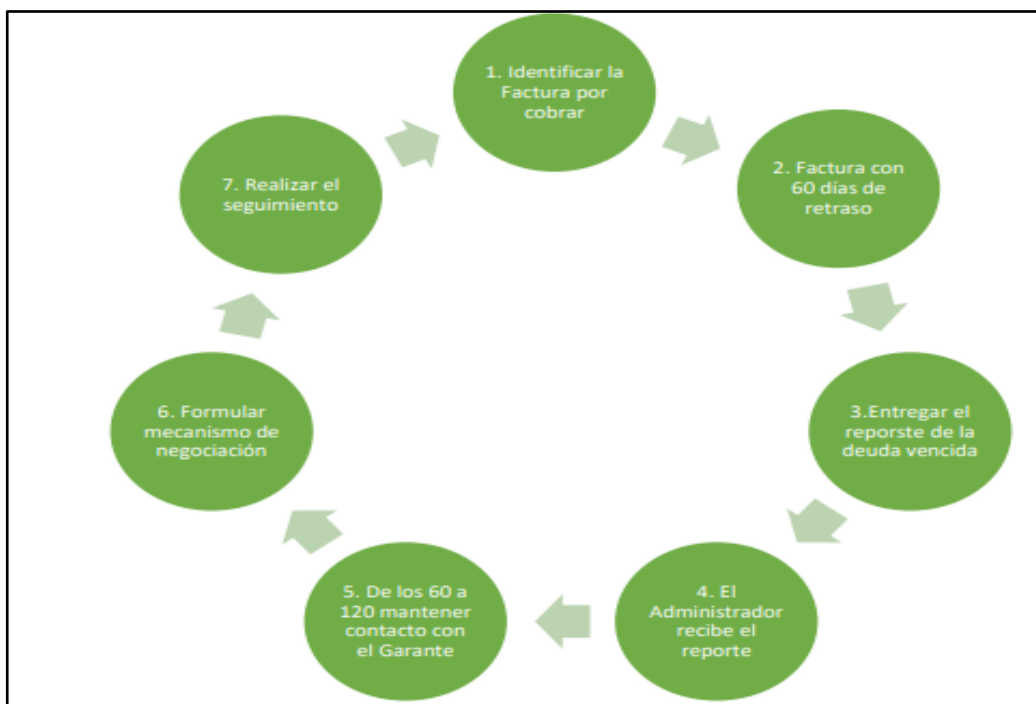 1. Identificar la
Factura por
cobrar
2. Factura con
60 días de
retraso
3.Entregar el
reporste de la
deuda vencida
4. El
Administrador
recibe el
reporte
5. De los 60 a
120 mantener
contacto con
el Garante
6. Formular
mecanismo de
negociación
7. Realizar el
seguimiento